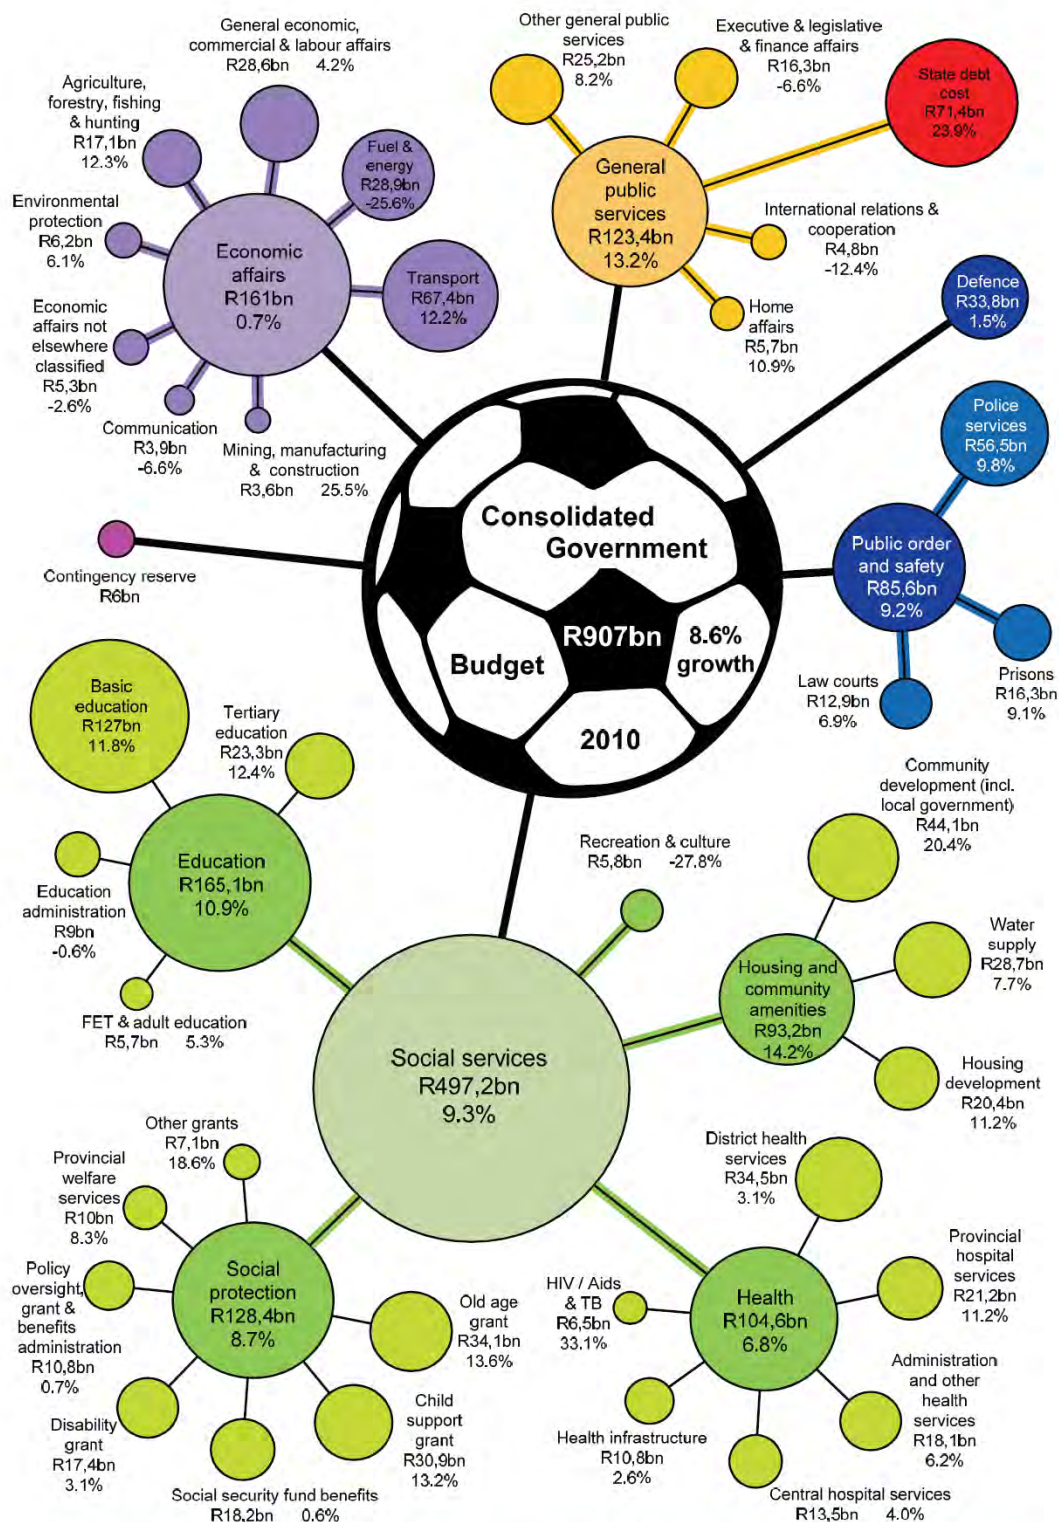 General economic,
commercial & labour affairs
R28,6bn 4.2%
Agriculture,
forestry, fishing
& hunting
R17,1bn
12.3%
Fuel &
energy
R28,9bn
-25.6%
Environmental
protection
R6,2bn
6.1%
Economic
affairs
R161bn
0.7%
Transport
R67,4bn
12.2%
Economic
affairs not
elsewhere
classified
R5,3bn
-2.6%
Communication
R3,9bn
-6.6%
Mining, manufacturing
& construction
R3,6bn 25.5%
Other general public
services
R25,2bn
8.2%
Executive & legislative
& finance affairs
R16,3bn
-6.6%
State debt
cost
R71,4bn
23.9%
General
public
services
R123,4bn
13.2%
International relations &
cooperation
R4,8bn
-12.4%
Home
affairs
R5,7bn
10.9%
Defence
R33,8bn
1.5%
Police
services
R56,5bn
9.8%
Public order
and safety
R85,6bn
9.2%
Prisons
R16,3bn
9.1%
Law courts
R12,9bn
6.9%
Contingency reserve
R6bn
Consolidated
Government
Budget
R907bn
8.6%
growth
2010
Basic
education
R127bn
11.8%
Tertiary
education
R23,3bn
12.4%
Education
R165,1bn
10.9%
Education
administration
R9bn
-0.6%
FET & adult education
R5,7bn 5.3%
Recreation & culture
R5,8bn -27.8%
Community
development (incl.
local government)
R44,1bn
20.4%
Water
supply
R28,7bn
7.7%
Housing and
community
amenities
R93,2bn
14.2%
Housing
development
R20,4bn
11.2%
Social services
R497,2bn
9.3%
Other grants
R7,1bn
18.6%
Provincial
welfare
services
R10bn
8.3%
Policy
oversight,
grant &
benefits
administration
R10,8bn
0.7%
Social
protection
R128,4bn
8.7%
Old age
grant
R34,1bn
13.6%
Disability
grant
R17,4bn
3.1%
Child
support
grant
R30,9bn
13.2%
Social security fund benefits
R18,2bn 0.6%
District health
services
R34,5bn
3.1%
Provincial
hospital
services
R21,2bn
11.2%
HIV / Aids
& TB
R6,5bn
33.1%
Health
R104,6bn
6.8%
Administration
and other
health
services
R18,1bn
6.2%
Health infrastructure
R10,8bn
2.6%
Central hospital services
R13,5bn 4.0%